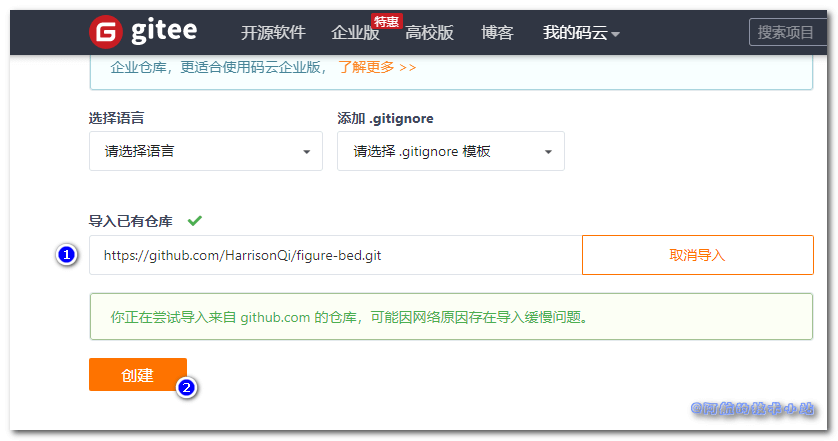 gitee 开源软件 企业版 特惠 高校版 博客 我的码云 搜索项目
企业仓库，更适合使用码云企业版， 了解更多 >>
选择语言 添加 .gitignore
请选择语言 请选择 .gitignore 模板
导入已有仓库
1 https://github.com/HarrisonQi/figure-bed.git 取消导入
你正在尝试导入来自 github.com 的仓库，可能因网络原因存在导入缓慢问题。
创建 2